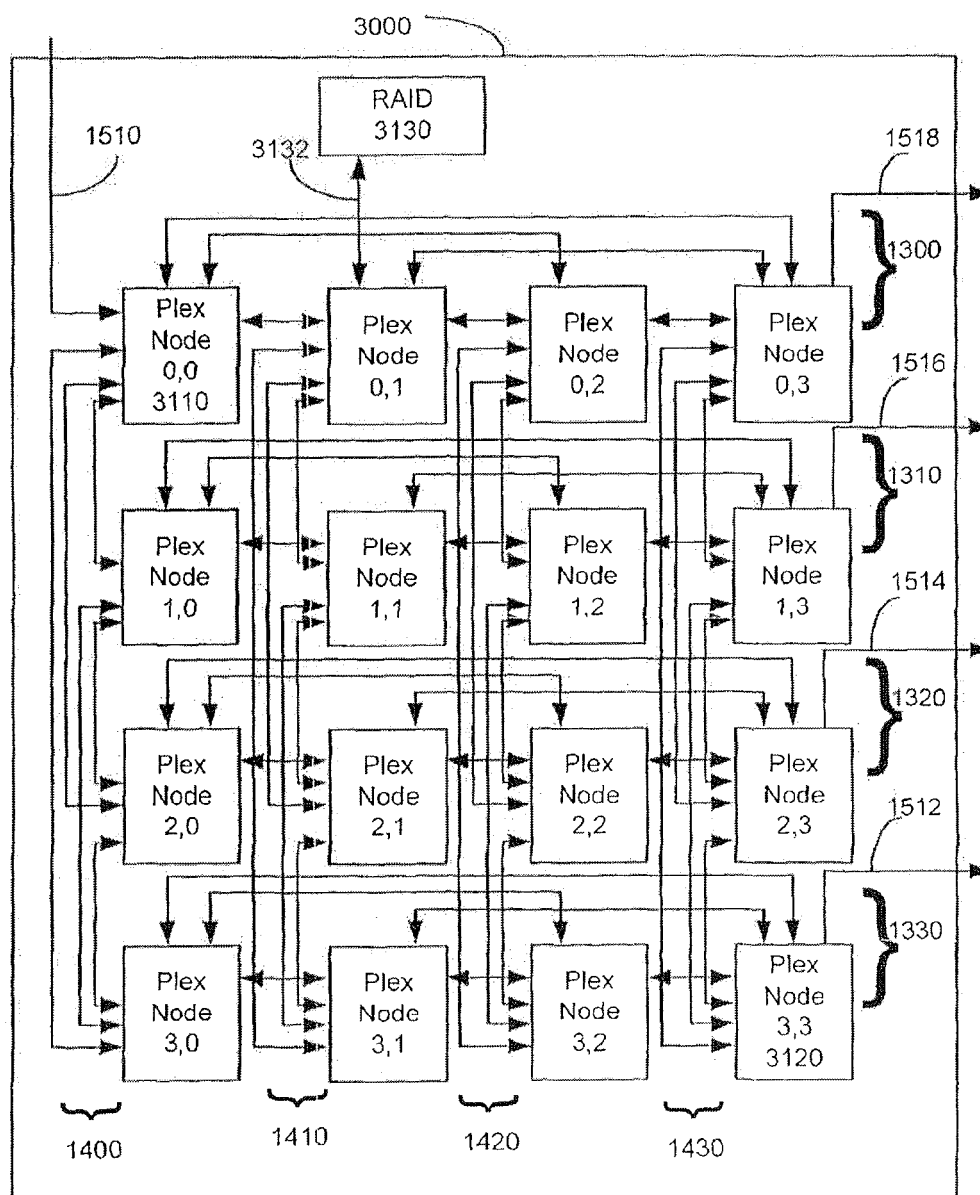 3000
RAID
3130
1510
3132
1518
1300
Plex
Node
0,0
3110
Plex
Node
0,1
Plex
Node
0,2
Plex
Node
0,3
1516
1310
Plex
Node
1,0
Plex
Node
1,1
Plex
Node
1,2
Plex
Node
1,3
1514
1320
Plex
Node
2,0
Plex
Node
2,1
Plex
Node
2,2
Plex
Node
2,3
1512
1330
Plex
Node
3,0
Plex
Node
3,1
Plex
Node
3,2
Plex
Node
3,3
3120
1400
1410
1420
1430